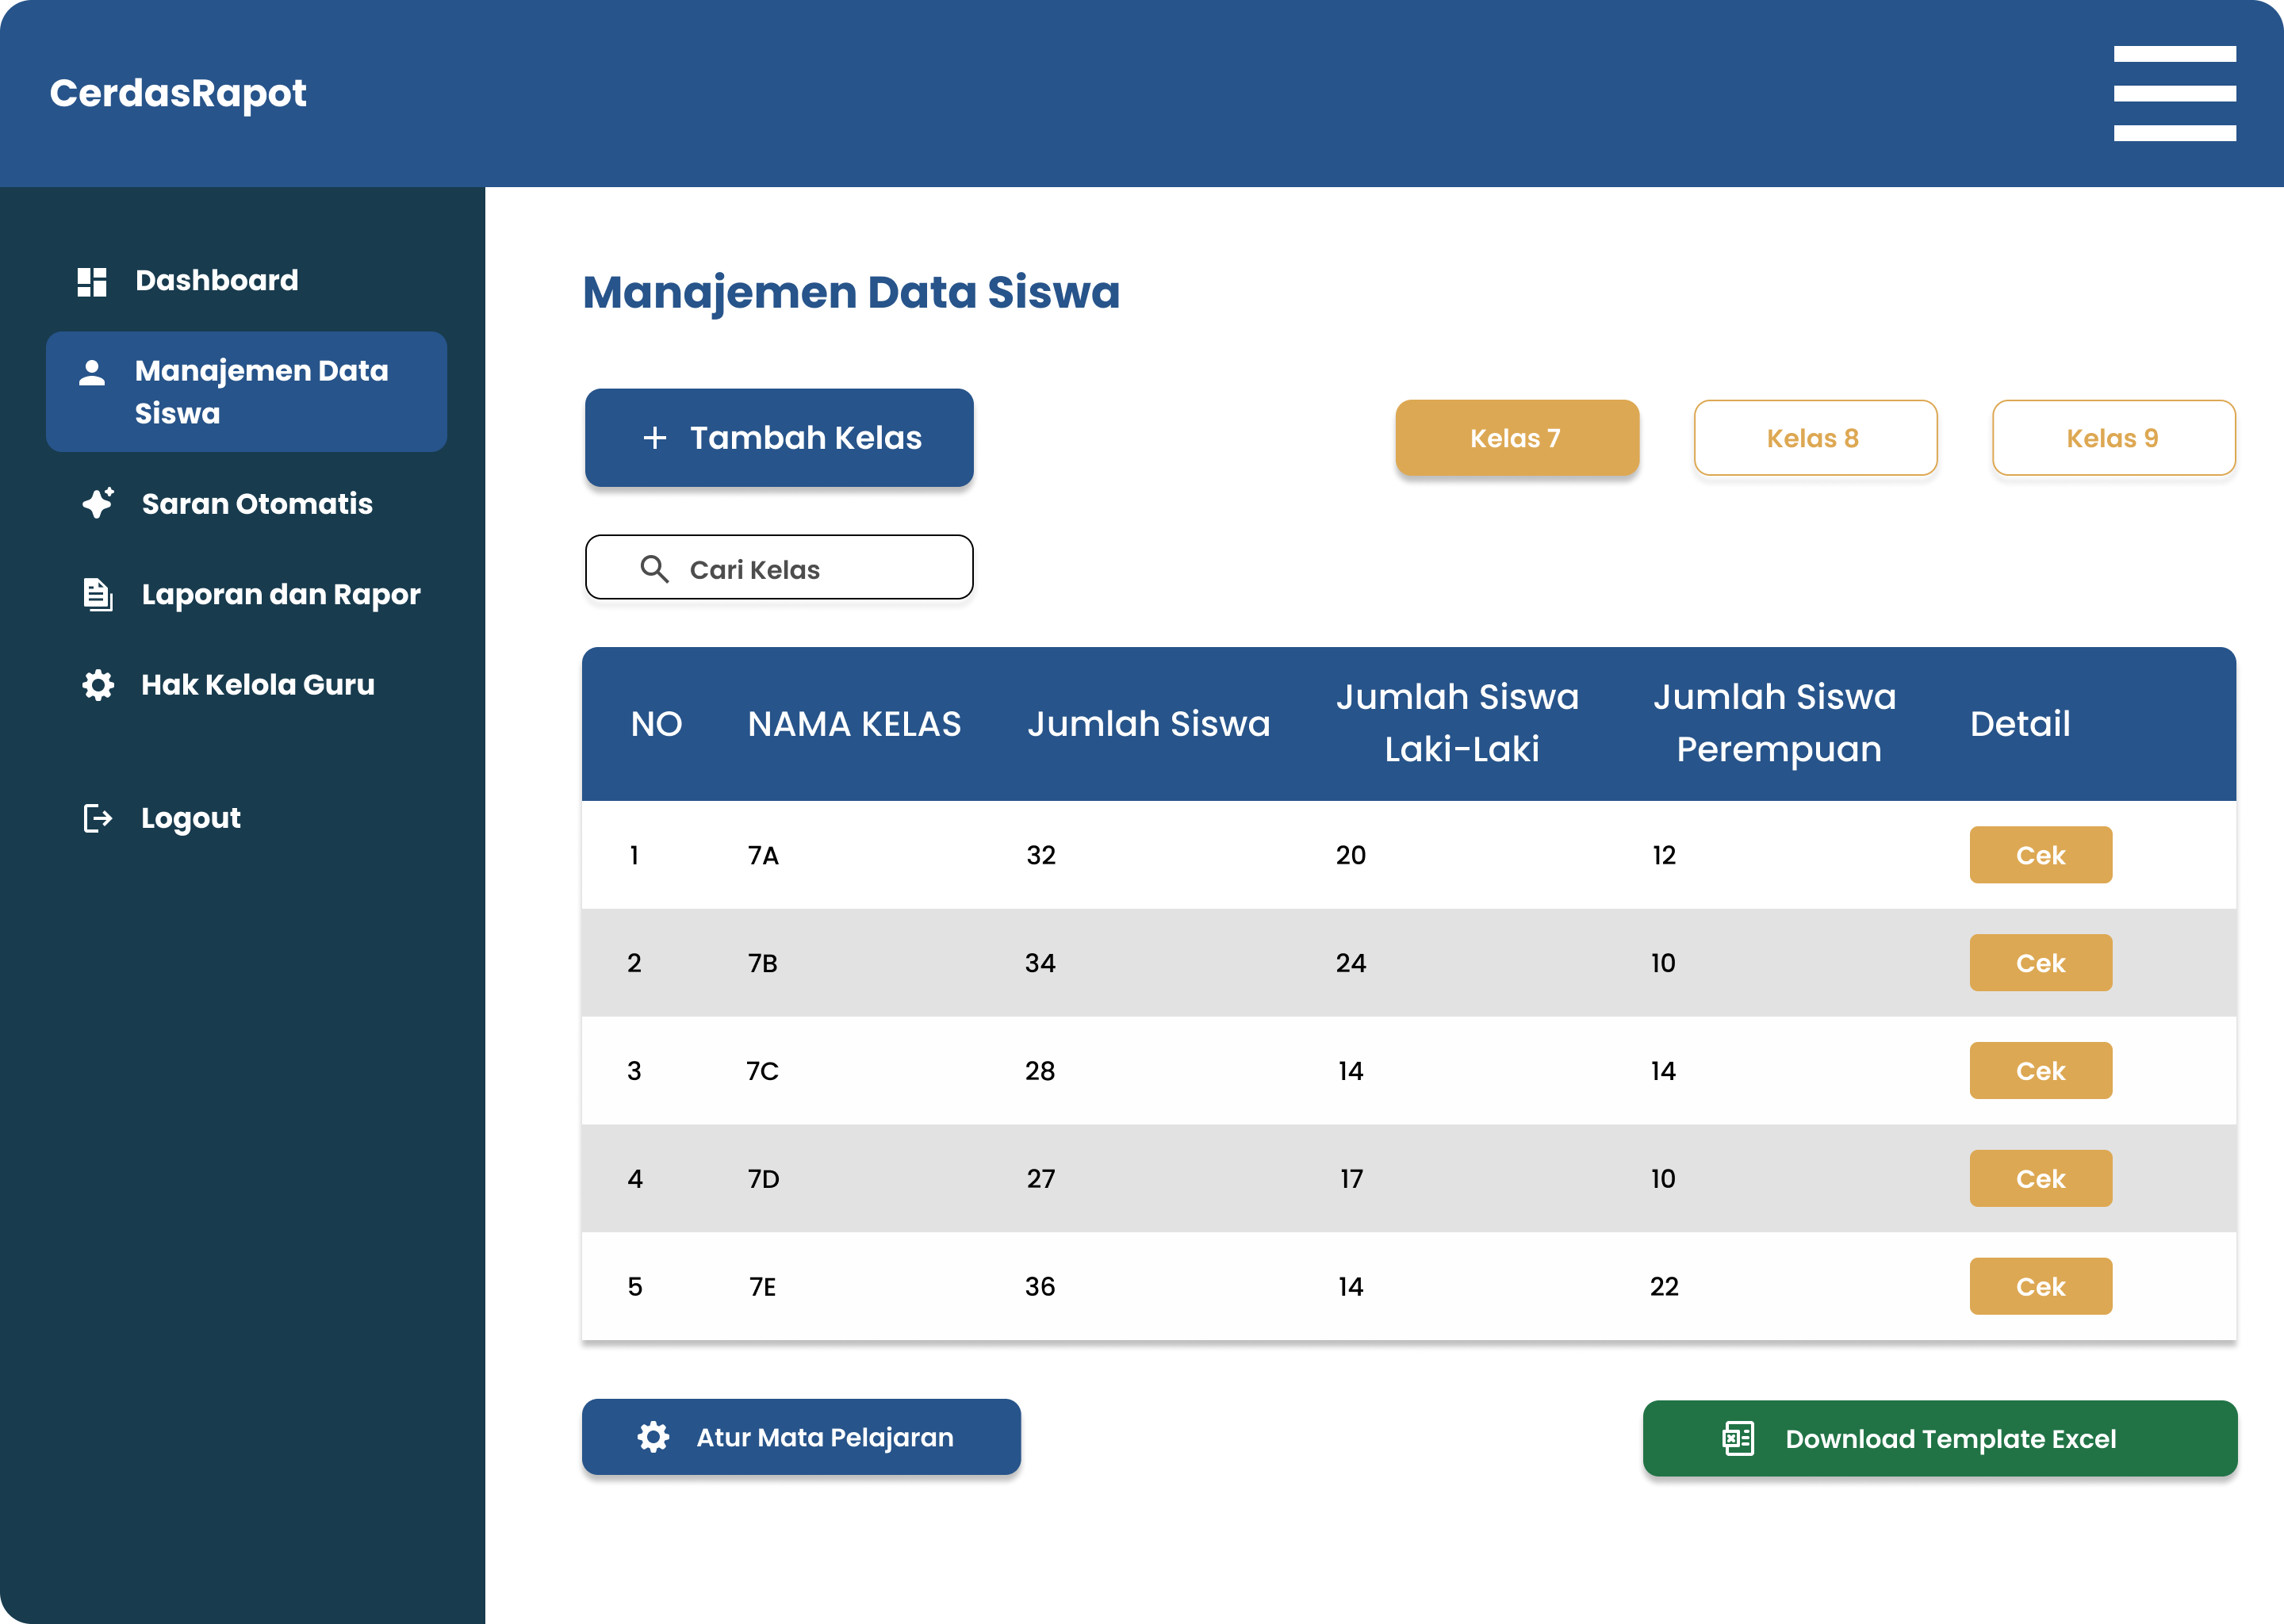 CerdasRapot
Dashboard
Manajemen Data
Siswa
Saran Otomatis
Laporan dan Rapor
Hak Kelola Guru
Logout
Manajemen Data Siswa
+ Tambah Kelas
Kelas 7
Kelas 8
Kelas 9
Cari Kelas
NO NAMA KELAS Jumlah Siswa Jumlah Siswa Laki-Laki Jumlah Siswa Perempuan Detail
1 7A 32 20 12 Cek
2 7B 34 24 10 Cek
3 7C 28 14 14 Cek
4 7D 27 17 10 Cek
5 7E 36 14 22 Cek
Atur Mata Pelajaran
Download Template Excel